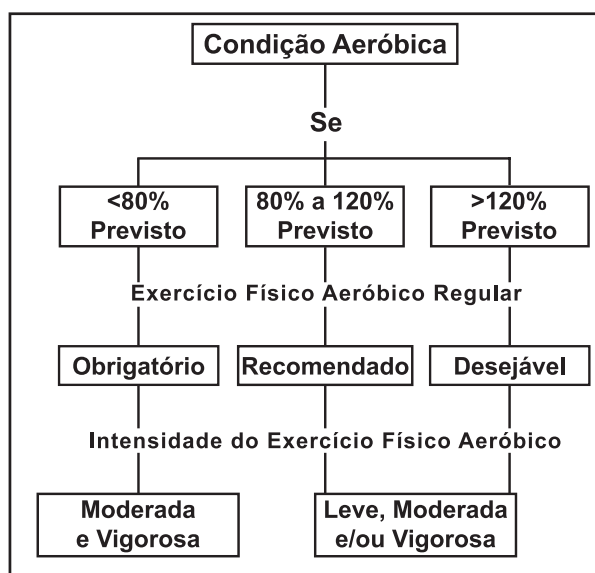 Condição Aeróbica
Se
<80%
Previsto
80% a 120%
Previsto
>120%
Previsto
Exercício Físico Aeróbico Regular
Obrigatório
Recomendado
Desejável
Intensidade do Exercício Físico Aeróbico
Moderada
e Vigorosa
Leve, Moderada
e/ou Vigorosa